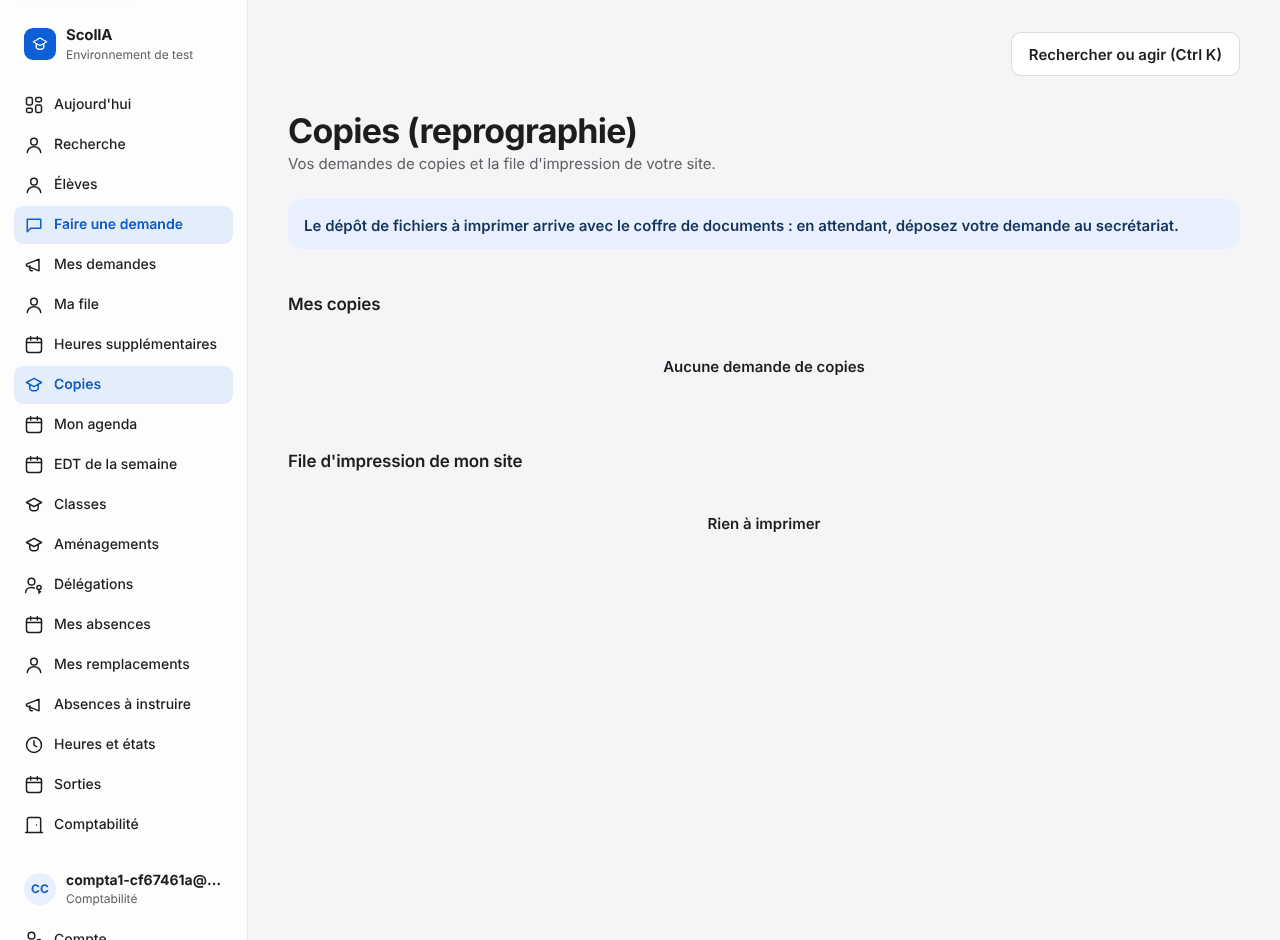 ScolIA
Environnement de test
Aujourd'hui
Recherche
Élèves
Faire une demande
Mes demandes
Ma file
Heures supplémentaires
Copies
Mon agenda
EDT de la semaine
Classes
Aménagements
Délégations
Mes absences
Mes remplacements
Absences à instruire
Heures et états
Sorties
Comptabilité
CC
compta1-cf67461a@...
Comptabilité
Compte
Rechercher ou agir (Ctrl K)
Copies (reprographie)
Vos demandes de copies et la file d'impression de votre site.
Le dépôt de fichiers à imprimer arrive avec le coffre de documents : en attendant, déposez votre demande au secrétariat.
Mes copies
Aucune demande de copies
File d'impression de mon site
Rien à imprimer